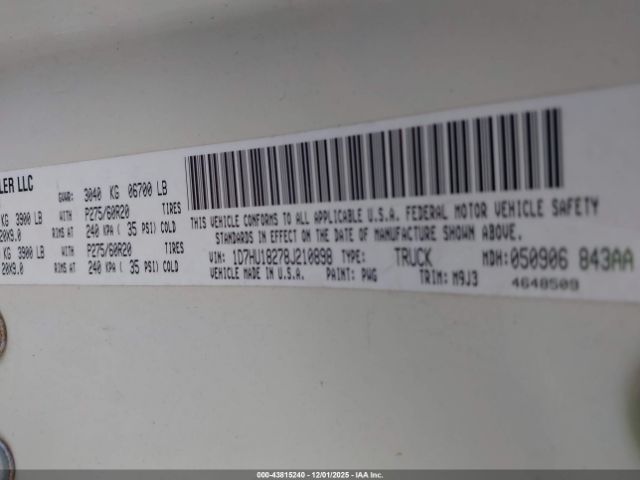 LER LLC
GVWR: 3040 KG 06700 LB
KG 3900 LB WITH P275/60R20 TIRES
20X9.0 RIMS AT 240 KPA ( 35 PSI) COLD
KG 3900 LB WITH P275/60R20 TIRES
20X9.0 RIMS AT 240 KPA ( 35 PSI) COLD
THIS VEHICLE CONFORMS TO ALL APPLICABLE U.S.A. FEDERAL MOTOR VEHICLE SAFETY
STANDARDS IN EFFECT ON THE DATE OF MANUFACTURE SHOWN ABOVE.
VIN: 1D7HU18278J210898 TYPE: TRUCK MDH: 050906 843AA
VEHICLE MADE IN U.S.A. PAINT: PWG TRIM: M9J3 4648509
000-43815240 - 12/01/2025 - IAA Inc.